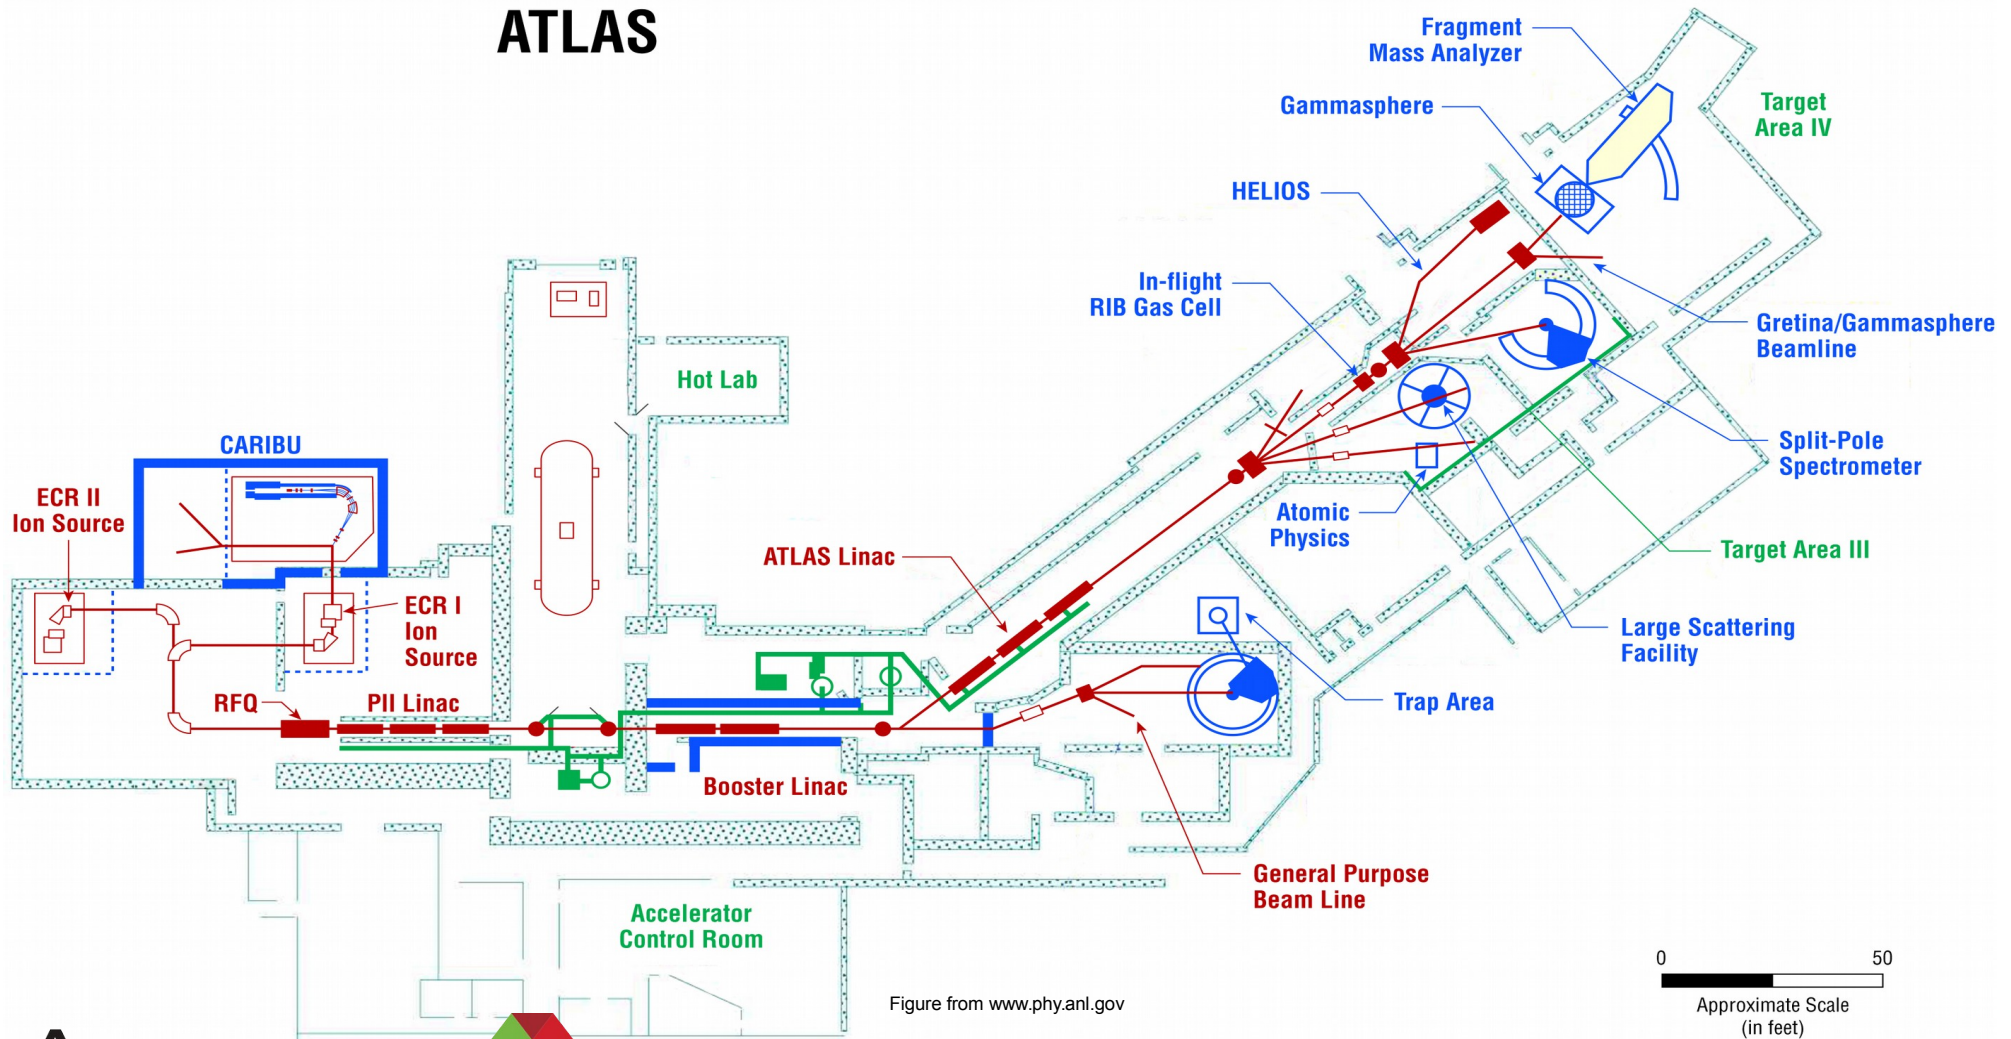 ATLAS
Fragment
Mass Analyzer
Gammasphere
Target
Area IV
HELIOS
In-flight
RIB Gas Cell
Gretina/Gammasphere
Beamline
Hot Lab
CARIBU
Split-Pole
Spectrometer
ECR II
Ion Source
Atomic
Physics
ATLAS Linac
Target Area III
ECR I
Ion
Source
Large Scattering
Facility
RFQ
PII Linac
Trap Area
Booster Linac
General Purpose
Beam Line
Accelerator
Control Room
0 50
Approximate Scale
(in feet)
Figure from www.phy.anl.gov